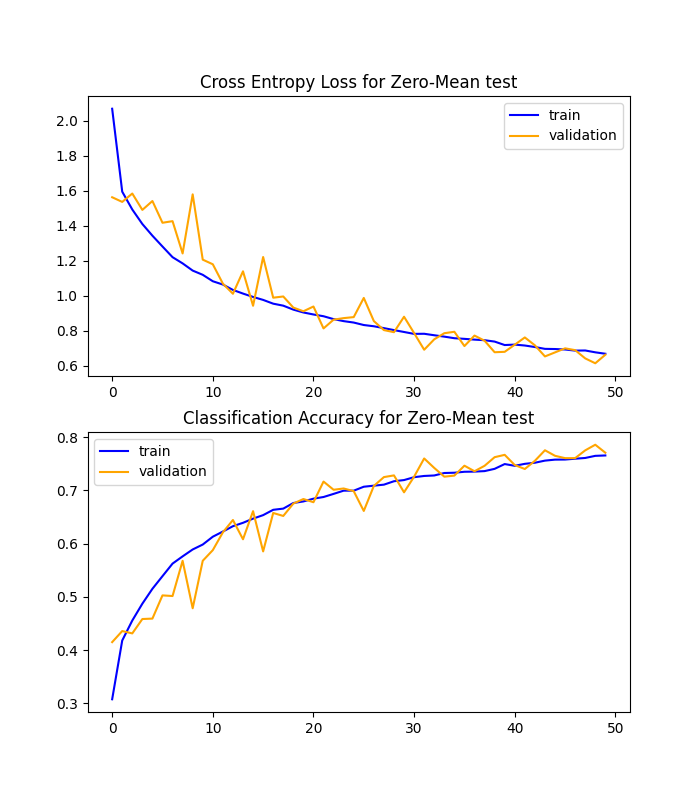 Cross Entropy Loss for Zero-Mean test
2.0
1.8
1.6
1.4
1.2
1.0
0.8
0.6
train
validation
0 10 20 30 40 50
Classification Accuracy for Zero-Mean test
0.8
0.7
0.6
0.5
0.4
0.3
train
validation
0 10 20 30 40 50